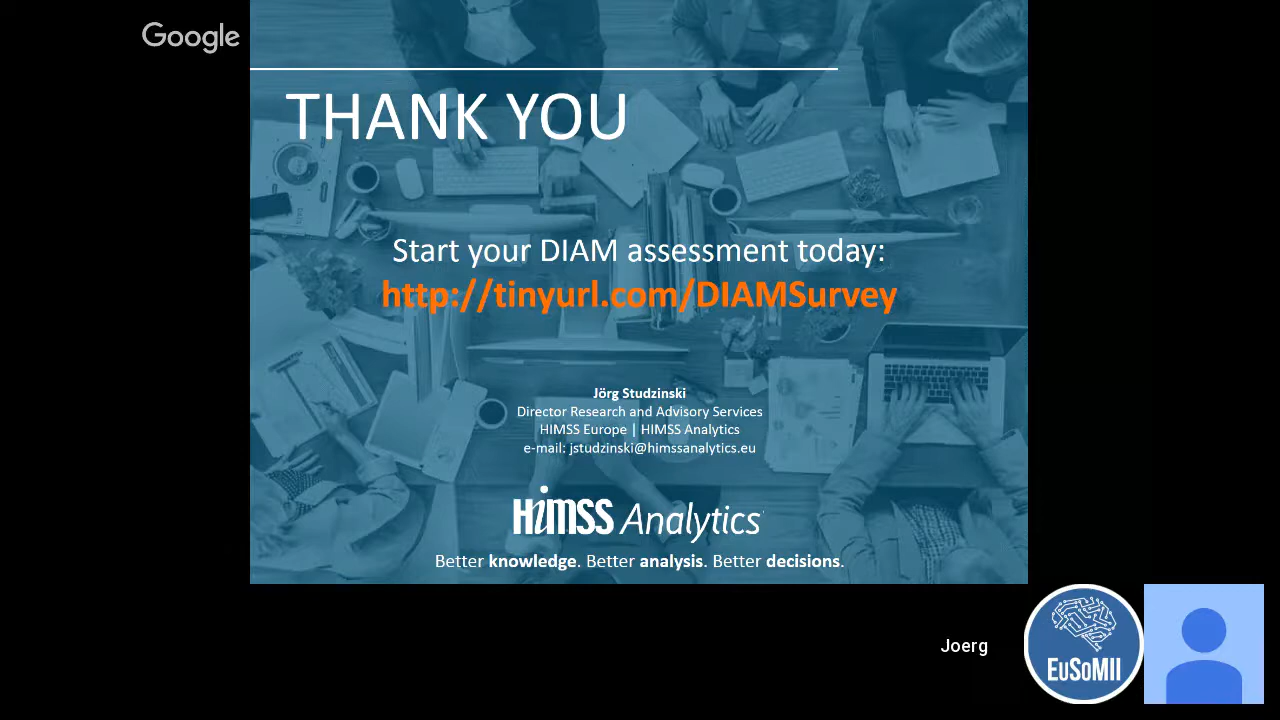 Google
THANK YOU
Start your DIAM assessment today:
http://tinyurl.com/DIAMSurvey
Jörg Studzinski
Director Research and Advisory Services
HIMSS Europe | HIMSS Analytics
e-mail: jstudzinski@himssanalytics.eu
HiMSS Analytics
Better knowledge. Better analysis. Better decisions.
Joerg
EuSoMII